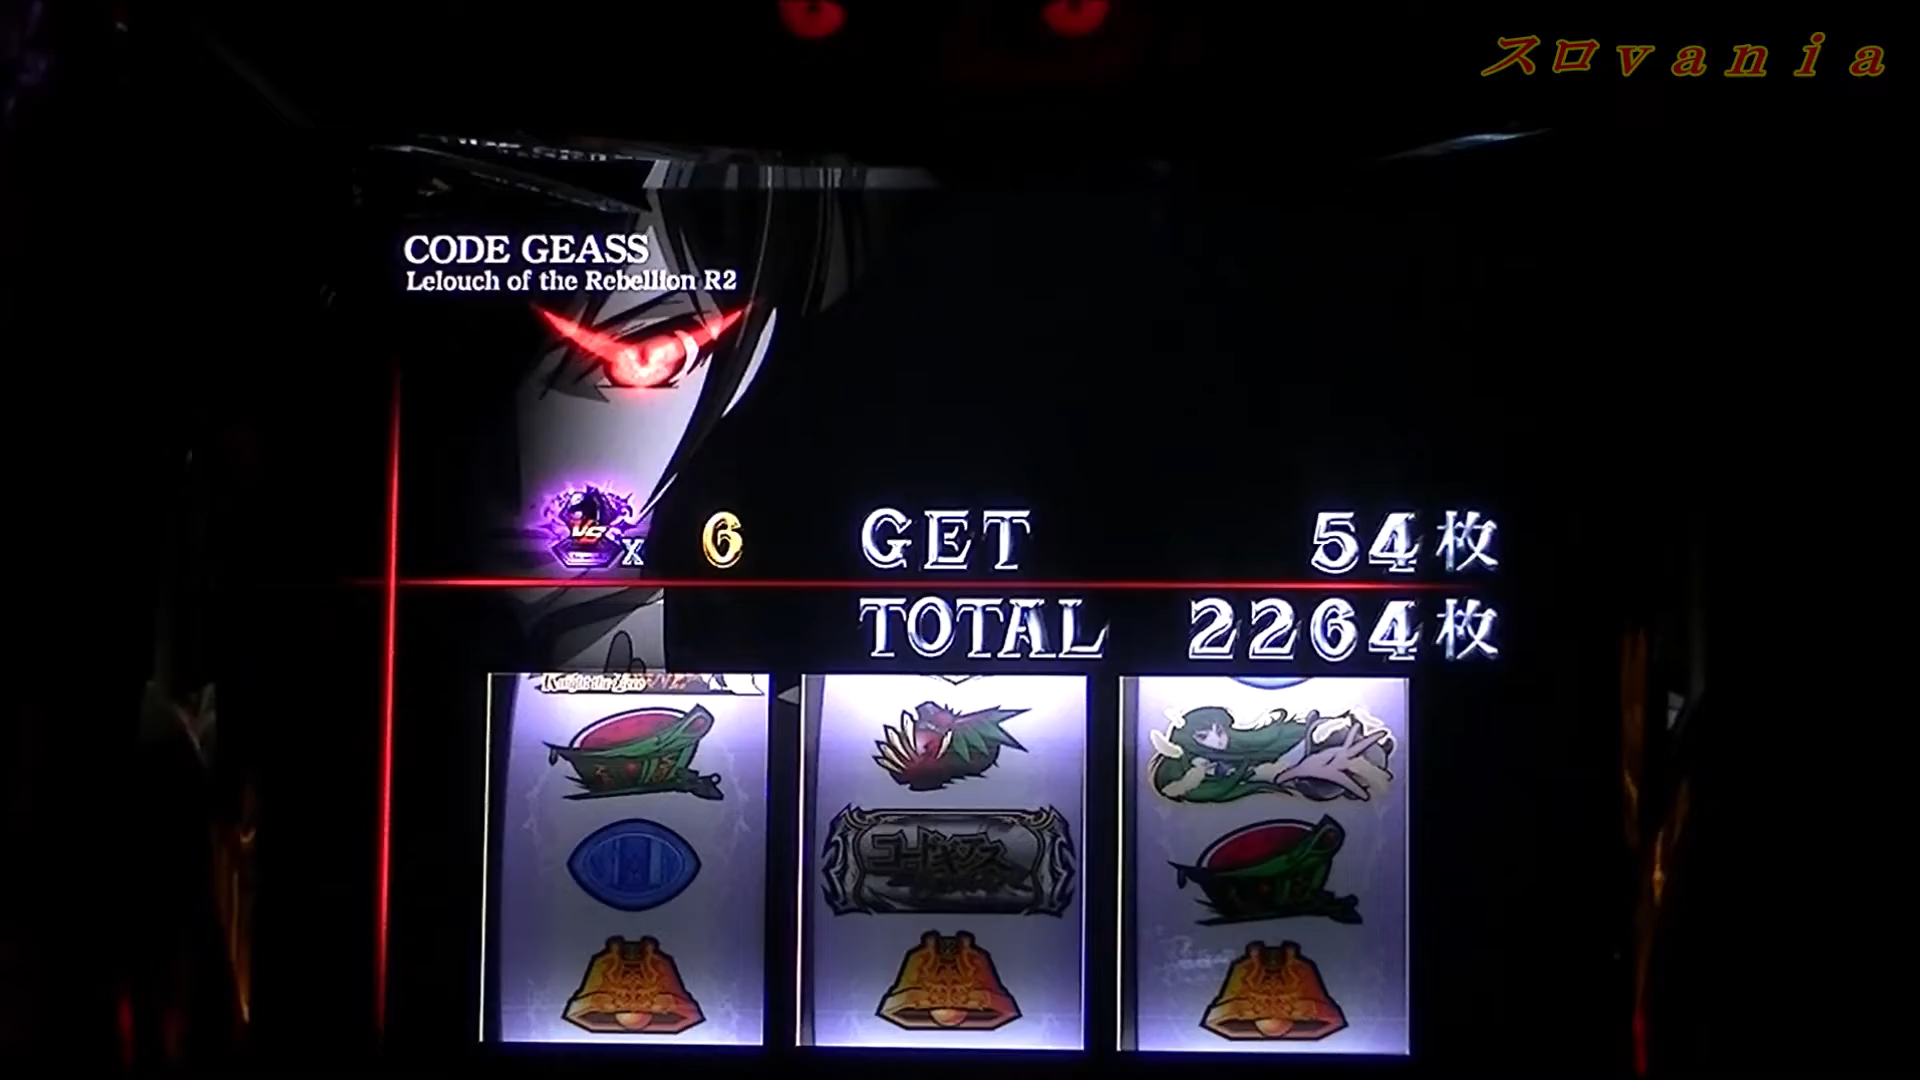 スロvania
CODE GEASS
Lelouch of the Rebellion R2
VS
X 6
GET 54枚
TOTAL 2264枚
コードギアス